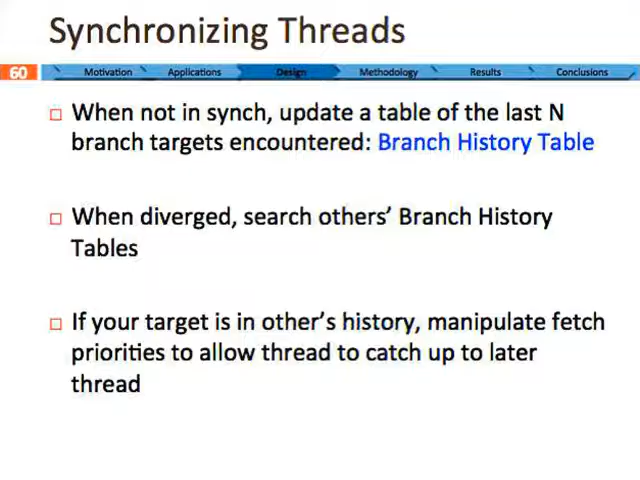 Synchronizing Threads
60
Motivation Applications Design Methodology Results Conclusions
When not in synch, update a table of the last N
branch targets encountered: Branch History Table
When diverged, search others’ Branch History
Tables
If your target is in other’s history, manipulate fetch
priorities to allow thread to catch up to later
thread